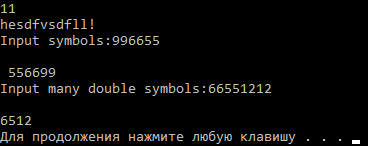 11
hesdfvsdfll!
Input symbols:996655
556699
Input many double symbols:66551212
6512
Для продолжения нажмите любую клавишу . . .